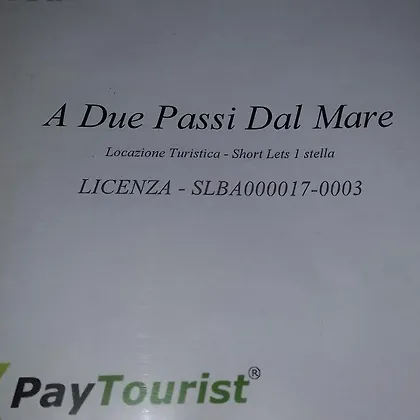 A Due Passi Dal Mare
Locazione Turistica - Short Lets 1 stella
LICENZA - SLBA000017-0003
PayTourist®